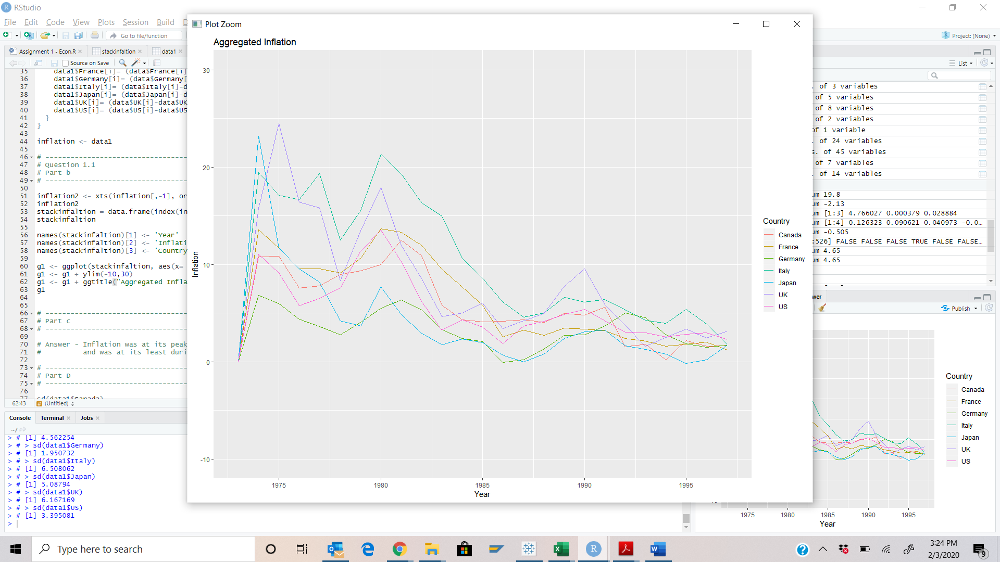 RStudio
File Edit Code View Plots Session Build D
Go to file/function
Project: (None)
Assignment 1 - Econ.R
stackinfaltion
data1
Source on Save
35 data1$France[i]= (data$France[i]
36 data1$Germany[i]= (data$Germany[
37 data1$Italy[i]= (data$Italy[i]-d
38 data1$Japan[i]= (data$Japan[i]-d
39 data1$UK[i]= (data$UK[i]-data$UK
40 data1$US[i]= (data$US[i]-data$US
41 }
42 }
43
44 inflation <- data1
45
46 # ----------------------------------
47 # Question 1.1
48 # Part b
49 # ----------------------------------
50
51 inflation2 <- xts(inflation[,-1], or
52 inflation2
53 stackinfaltion = data.frame(index(in
54 stackinfaltion
55
56 names(stackinfaltion)[1] <- 'Year'
57 names(stackinfaltion)[2] <- 'Inflati
58 names(stackinfaltion)[3] <- 'Country
59
60 g1 <- ggplot(stackinfaltion, aes(x=
61 g1 <- g1 + ylim(-10,30)
62 g1 <- g1 + ggtitle("Aggregated Infla
63 g1
64
65
66 # ----------------------------------
67 # Part c
68 # ----------------------------------
69
70 # Answer - Inflation was at its peak
71 # and was at its least duri
72
73 # ----------------------------------
74 # Part D
75 # ----------------------------------
76
77 sd(data1$Canada)
62:43 # (Untitled)
Console Terminal Jobs
~/
> # [1] 4.562254
> # > sd(data1$Germany)
> # [1] 1.950732
> # > sd(data1$Italy)
> # [1] 6.508062
> # > sd(data1$Japan)
> # [1] 5.08794
> # > sd(data1$UK)
> # [1] 6.167169
> # > sd(data1$US)
> # [1] 3.395081
>
Plot Zoom
Aggregated Inflation
30
20
10
0
-10
Inflation
1975 1980 1985 1990 1995
Year
Country
Canada
France
Germany
Italy
Japan
UK
US
List
. of 3 variables
of 5 variables
of 8 variables
of 2 variables
of 1 variable
. of 24 variables
s. of 45 variables
of 7 variables
. of 14 variables
um 19.8
um -2.13
um [1:3] 4.766027 0.000379 0.028884
um [1:4] 0.126323 0.090621 0.040973 -0.0…
um -0.505
:526] FALSE FALSE FALSE TRUE FALSE FALSE…
um 4.65
um 4.65
wer
Publish
Country
Canada
France
Germany
Italy
Japan
UK
US
1975 1980 1985 1990 1995
Year
Type here to search
3:24 PM
2/3/2020
9